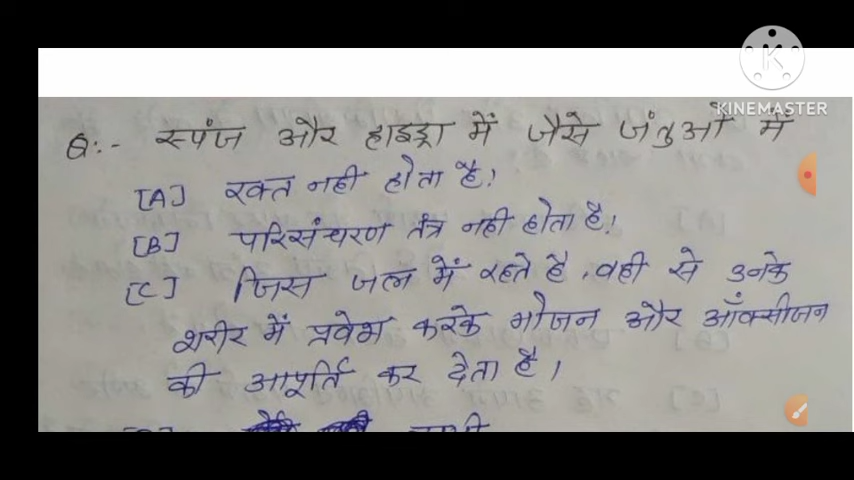 KINEMASTER
Q:- स्पंज और हाइड्रा में जैसे जंतुओं में
[A] रक्त नही होता है।
[B] परिसंचरण तंत्र नही होता है।
[C] जिस जल में रहते है, वही से उनके
शरीर में प्रवेश करके भोजन और ऑक्सीजन
की आपूर्ति कर देता है।